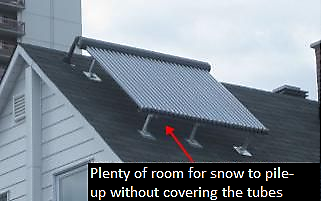 Plenty of room for snow to pile-
up without covering the tubes